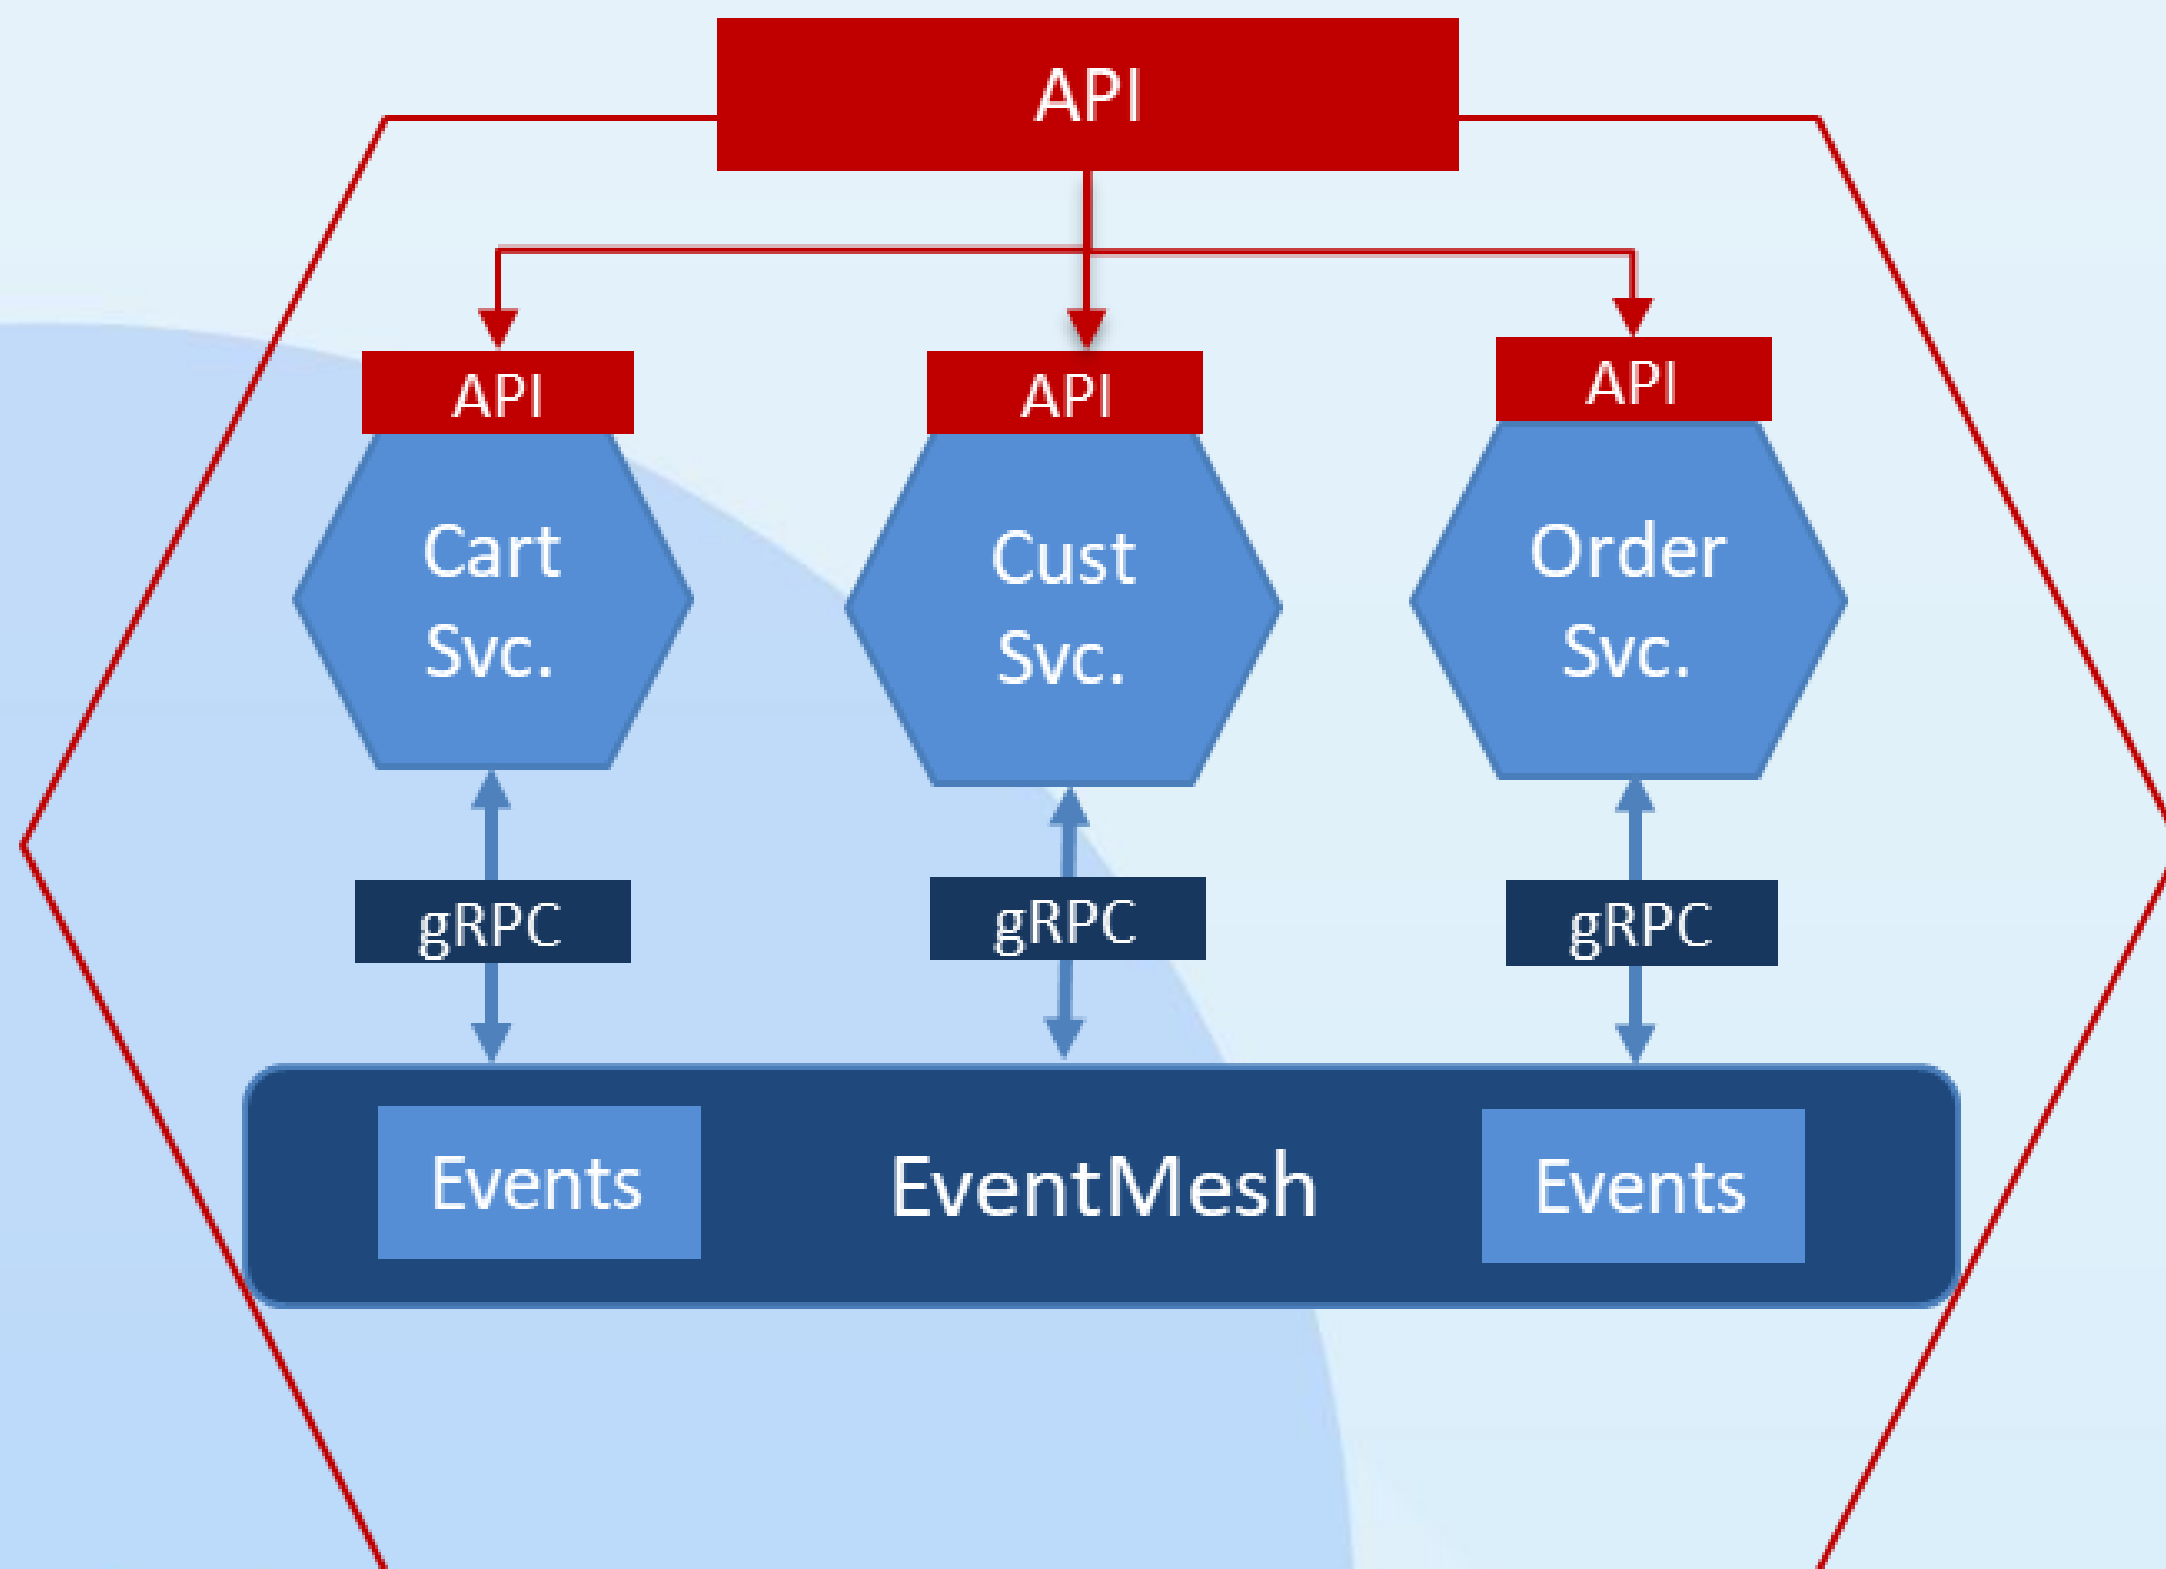 API
API
API
API
Cart
Svc.
Cust
Svc.
Order
Svc.
gRPC
gRPC
gRPC
Events
EventMesh
Events